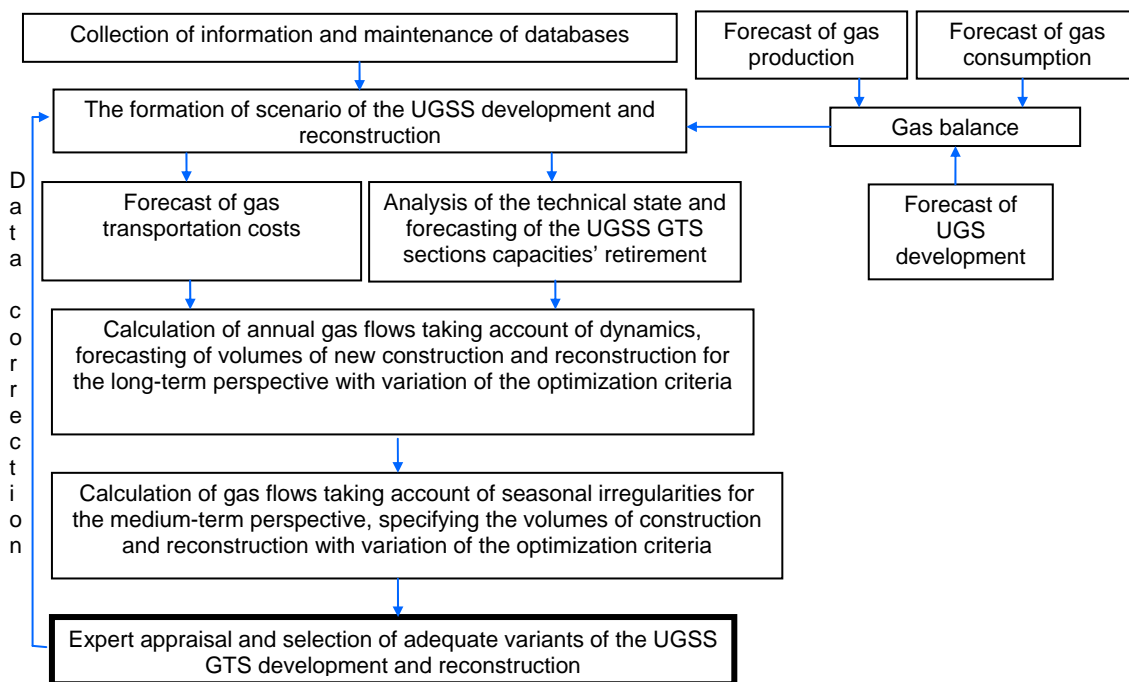 Collection of information and maintenance of databases
Forecast of gas
production
Forecast of gas
consumption
The formation of scenario of the UGSS development and
reconstruction
Gas balance
Data correction
Forecast of gas
transportation costs
Analysis of the technical state and
forecasting of the UGSS GTS
sections capacities' retirement
Forecast of
UGS
development
Calculation of annual gas flows taking account of dynamics,
forecasting of volumes of new construction and reconstruction for
the long-term perspective with variation of the optimization criteria
Calculation of gas flows taking account of seasonal irregularities for
the medium-term perspective, specifying the volumes of construction
and reconstruction with variation of the optimization criteria
Expert appraisal and selection of adequate variants of the UGSS
GTS development and reconstruction